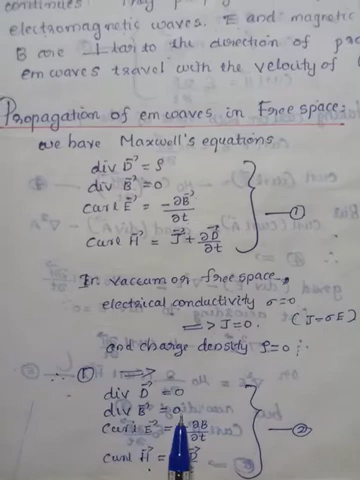 continues
electromagnetic waves. E and magnetic
B are ⊥lar to the direction of
em waves travel with the velocity of
Propagation of em waves in Free space:
we have Maxwell's equations
div D⃗ = ρ
div B⃗ = 0
curl E⃗ = -∂B⃗/∂t
curl H⃗ = J⃗ + ∂D⃗/∂t
①
In vaccum or free space,
electrical conductivity σ=0
⟹ J=0. (J=σE)
and charge density ρ=0 ;
∴ ① ⟹
div D⃗ = 0
div B⃗ = 0
curl E⃗ = ∂B/∂t
curl H⃗ =
②